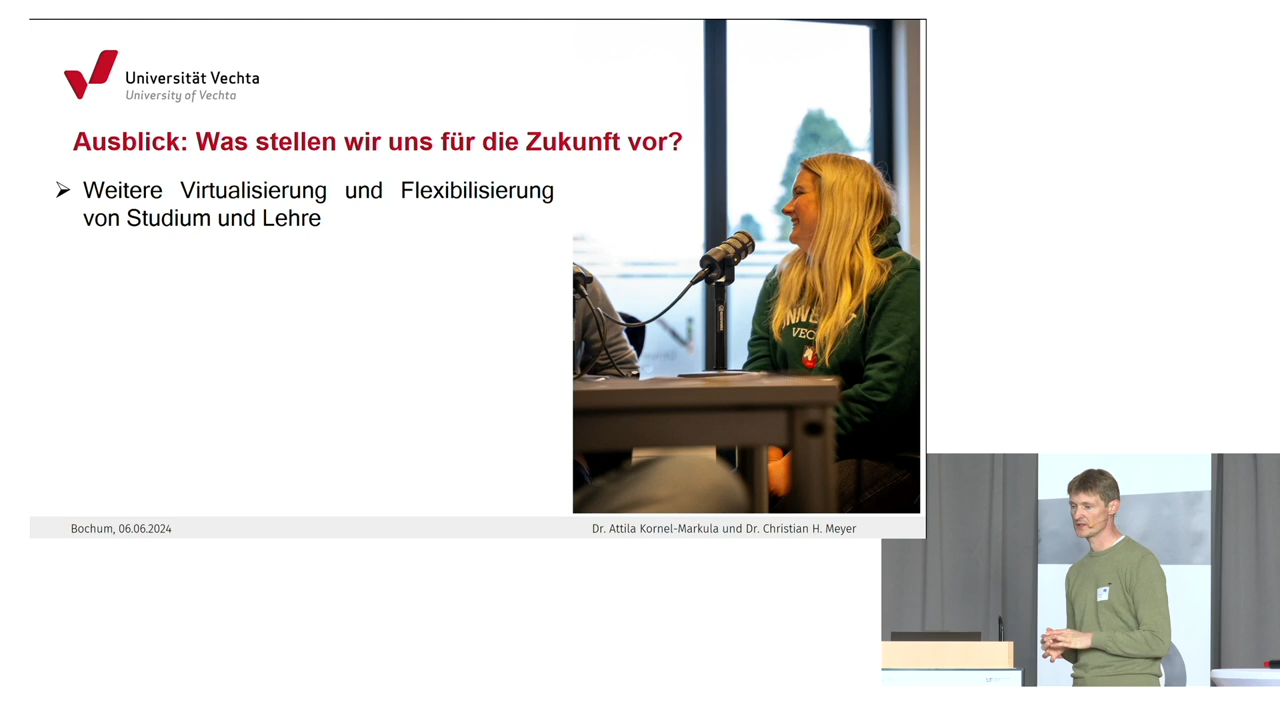 Universität Vechta
University of Vechta
Ausblick: Was stellen wir uns für die Zukunft vor?
➢ Weitere Virtualisierung und Flexibilisierung
von Studium und Lehre
Bochum, 06.06.2024
Dr. Attila Kornel-Markula und Dr. Christian H. Meyer